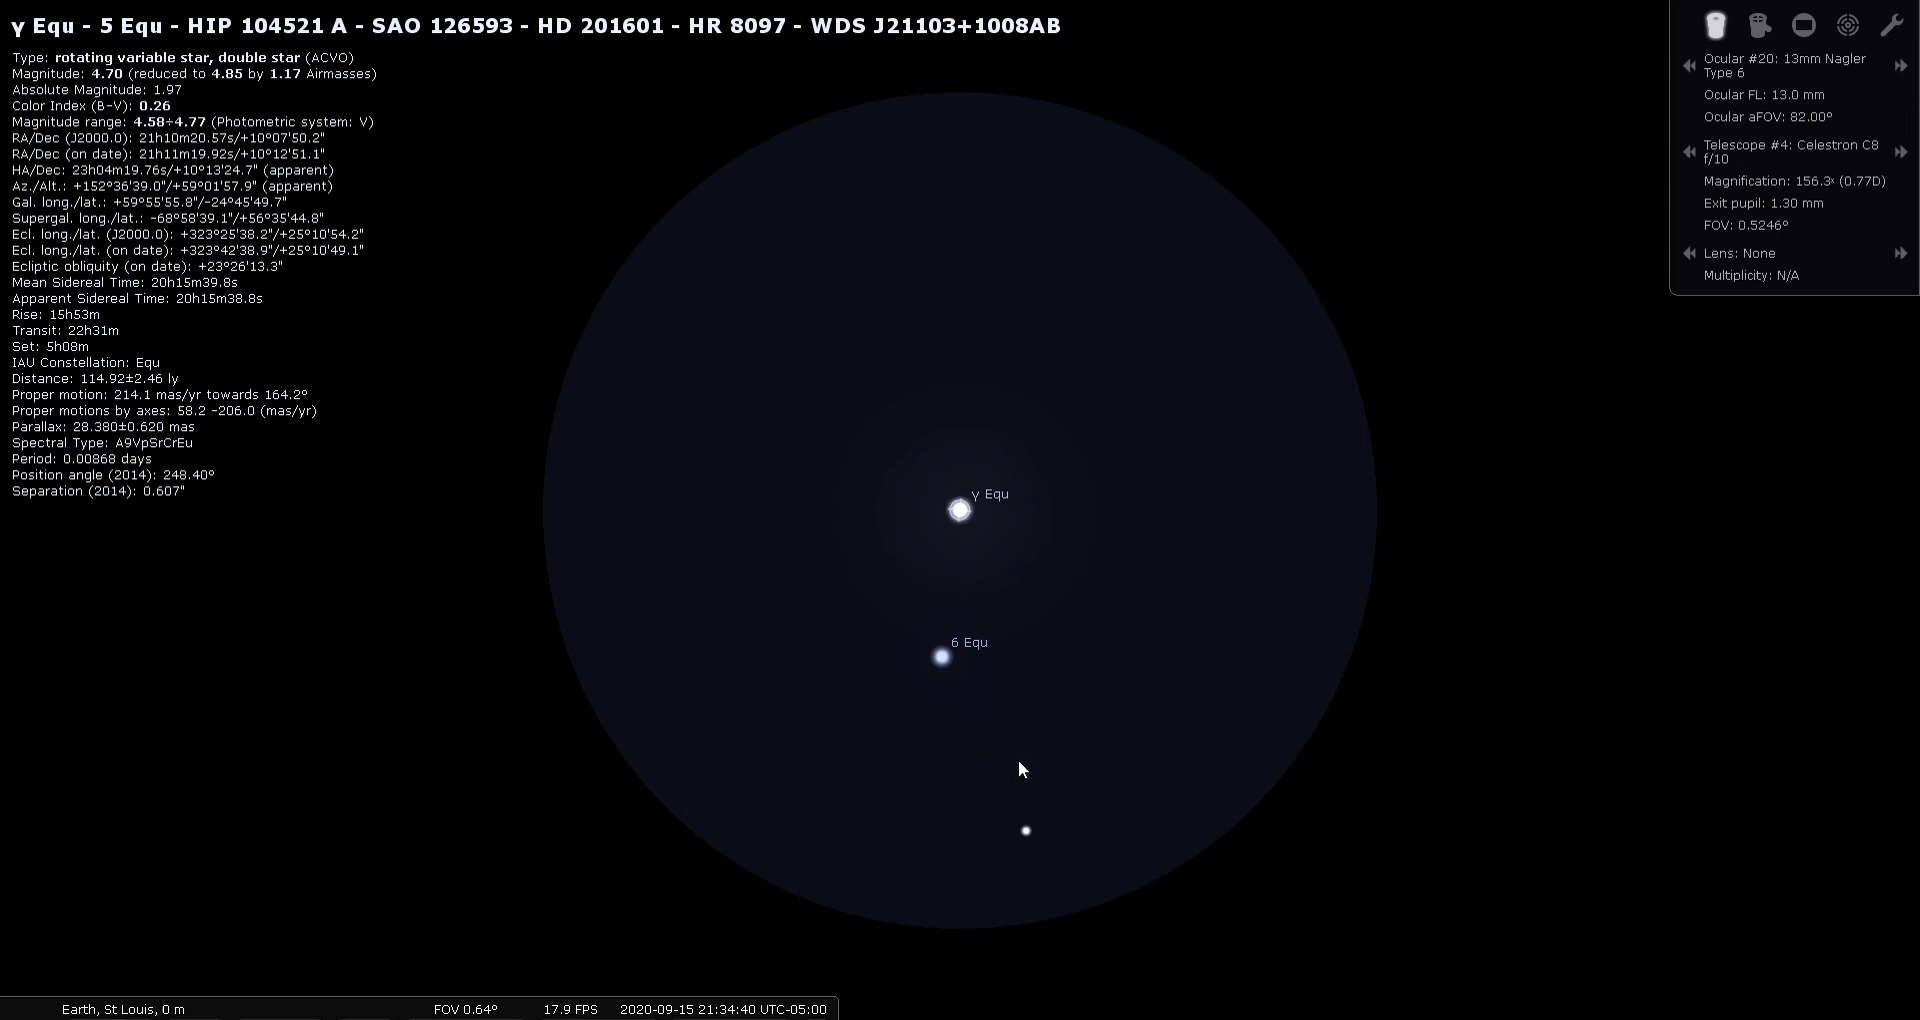 γ Equ - 5 Equ - HIP 104521 A - SAO 126593 - HD 201601 - HR 8097 - WDS J21103+1008AB
Type: rotating variable star, double star (ACVO)
Magnitude: 4.70 (reduced to 4.85 by 1.17 Airmasses)
Absolute Magnitude: 1.97
Color Index (B-V): 0.26
Magnitude range: 4.58÷4.77 (Photometric system: V)
RA/Dec (J2000.0): 21h10m20.57s/+10°07'50.2"
RA/Dec (on date): 21h11m19.92s/+10°12'51.1"
HA/Dec: 23h04m19.76s/+10°13'24.7" (apparent)
Az./Alt.: +152°36'39.0"/+59°01'57.9" (apparent)
Gal. long./lat.: +59°55'55.8"/-24°45'49.7"
Supergal. long./lat.: -68°58'39.1"/+56°35'44.8"
Ecl. long./lat. (J2000.0): +323°25'38.2"/+25°10'54.2"
Ecl. long./lat. (on date): +323°42'38.9"/+25°10'49.1"
Ecliptic obliquity (on date): +23°26'13.3"
Mean Sidereal Time: 20h15m39.8s
Apparent Sidereal Time: 20h15m38.8s
Rise: 15h53m
Transit: 22h31m
Set: 5h08m
IAU Constellation: Equ
Distance: 114.92±2.46 ly
Proper motion: 214.1 mas/yr towards 164.2°
Proper motions by axes: 58.2 -206.0 (mas/yr)
Parallax: 28.380±0.620 mas
Spectral Type: A9VpSrCrEu
Period: 0.00868 days
Position angle (2014): 248.40°
Separation (2014): 0.607"
γ Equ
6 Equ
Ocular #20: 13mm Nagler
Type 6
Ocular FL: 13.0 mm
Ocular aFOV: 82.00°
Telescope #4: Celestron C8
f/10
Magnification: 156.3ˣ (0.77D)
Exit pupil: 1.30 mm
FOV: 0.5246°
Lens: None
Multiplicity: N/A
Earth, St Louis, 0 m FOV 0.64° 17.9 FPS 2020-09-15 21:34:40 UTC-05:00